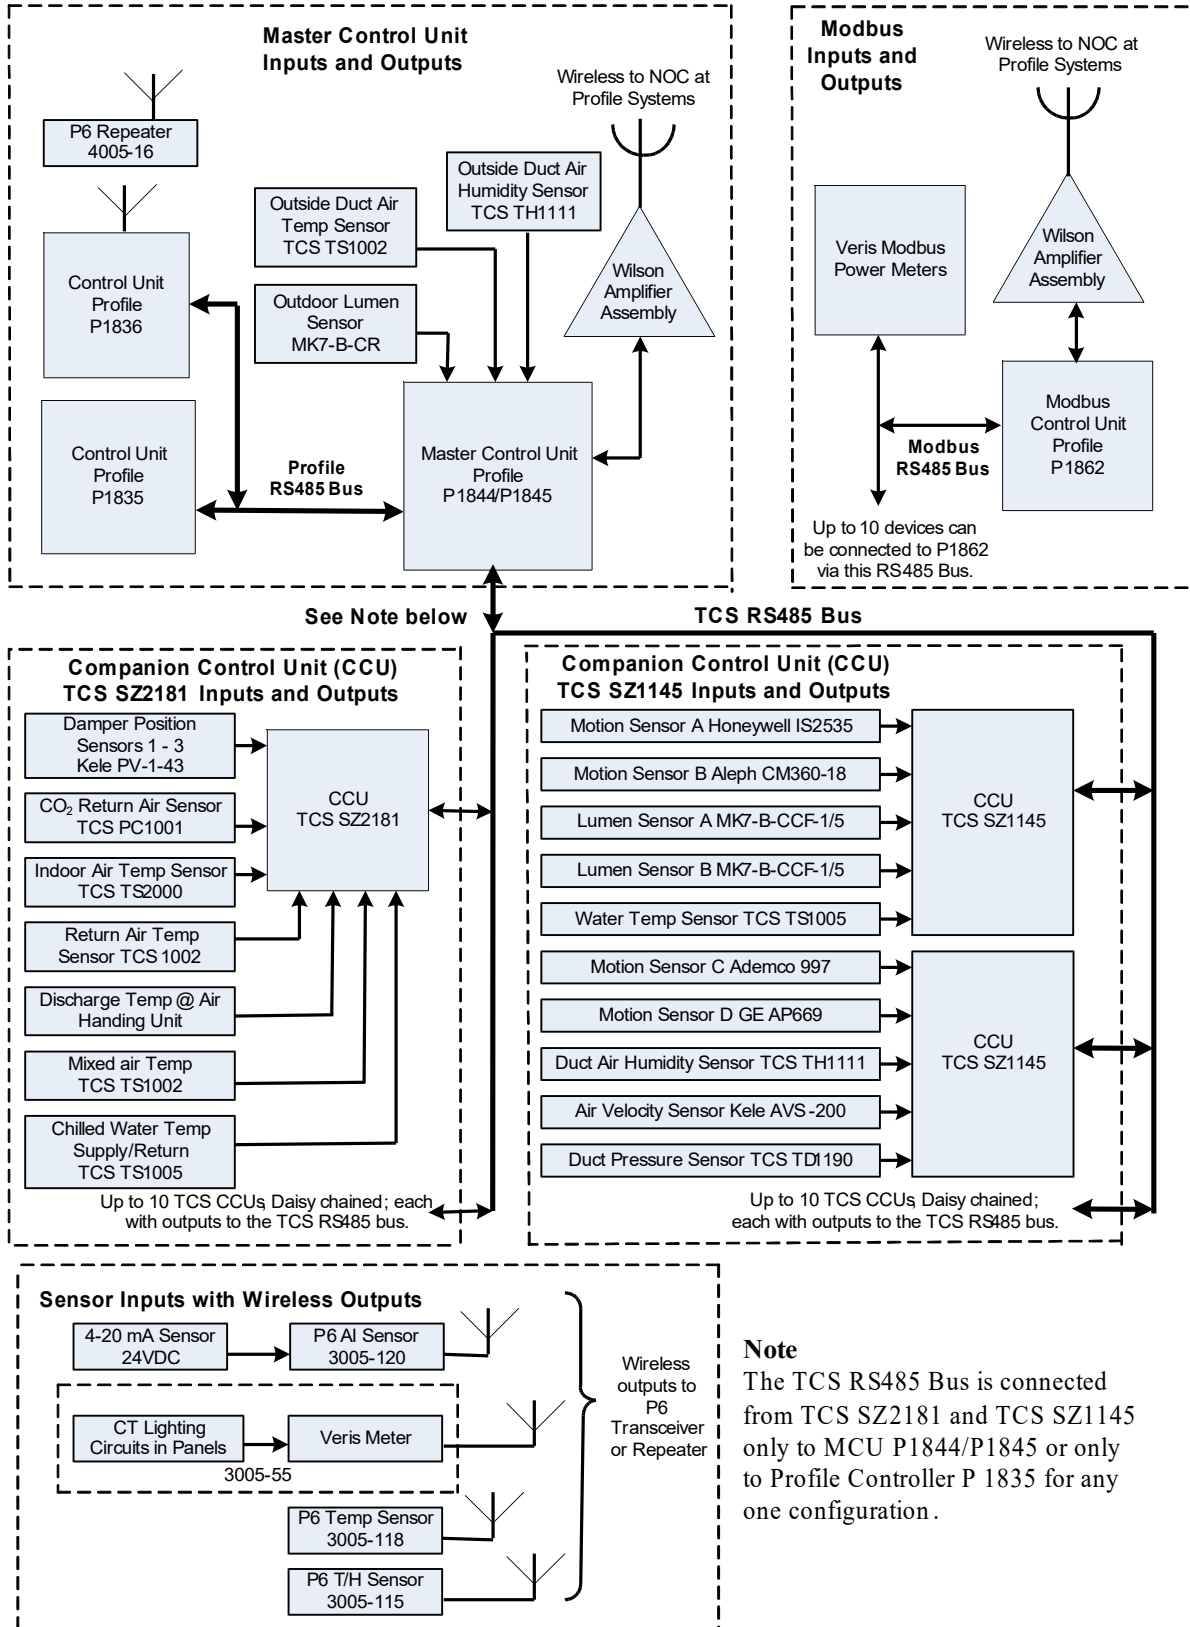 Master Control Unit
Inputs and Outputs
P6 Repeater
4005-16
Wireless to NOC at
Profile Systems
Outside Duct Air
Humidity Sensor
TCS TH1111
Outside Duct Air
Temp Sensor
TCS TS1002
Outdoor Lumen
Sensor
MK7-B-CR
Wilson
Amplifier
Assembly
Control Unit
Profile
P1836
Control Unit
Profile
P1835
Profile
RS485 Bus
Master Control Unit
Profile
P1844/P1845
Modbus
Inputs and
Outputs
Wireless to NOC at
Profile Systems
Veris Modbus
Power Meters
Wilson
Amplifier
Assembly
Modbus
RS485 Bus
Modbus
Control Unit
Profile
P1862
Up to 10 devices can
be connected to P1862
via this RS485 Bus.
See Note below
TCS RS485 Bus
Companion Control Unit (CCU)
TCS SZ2181 Inputs and Outputs
Damper Position
Sensors 1 - 3
Kele PV-1-43
CO2 Return Air Sensor
TCS PC1001
Indoor Air Temp Sensor
TCS TS2000
Return Air Temp
Sensor TCS 1002
Discharge Temp @ Air
Handing Unit
Mixed air Temp
TCS TS1002
Chilled Water Temp
Supply/Return
TCS TS1005
CCU
TCS SZ2181
Up to 10 TCS CCUs, Daisy chained; each
with outputs to the TCS RS485 bus.
Companion Control Unit (CCU)
TCS SZ1145 Inputs and Outputs
Motion Sensor A Honeywell IS2535
Motion Sensor B Aleph CM360-18
Lumen Sensor A MK7-B-CCF-1/5
Lumen Sensor B MK7-B-CCF-1/5
Water Temp Sensor TCS TS1005
CCU
TCS SZ1145
Motion Sensor C Ademco 997
Motion Sensor D GE AP669
Duct Air Humidity Sensor TCS TH1111
Air Velocity Sensor Kele AVS-200
Duct Pressure Sensor TCS TD1190
CCU
TCS SZ1145
Up to 10 TCS CCUs, Daisy chained;
each with outputs to the TCS RS485 bus.
Sensor Inputs with Wireless Outputs
4-20 mA Sensor
24VDC
P6 AI Sensor
3005-120
CT Lighting
Circuits in Panels
Veris Meter
3005-55
P6 Temp Sensor
3005-118
P6 T/H Sensor
3005-115
Wireless
outputs to
P6
Transceiver
or Repeater
Note
The TCS RS485 Bus is connected
from TCS SZ2181 and TCS SZ1145
only to MCU P1844/P1845 or only
to Profile Controller P 1835 for any
one configuration.